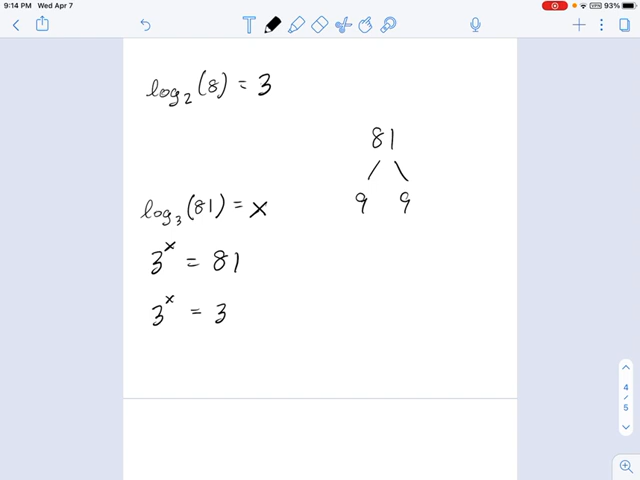 9:14 PM Wed Apr 7
VPN 93%
T
log₂(8) = 3
81
9 9
log₃(81) = x
3ˣ = 81
3ˣ = 3
4
/
5